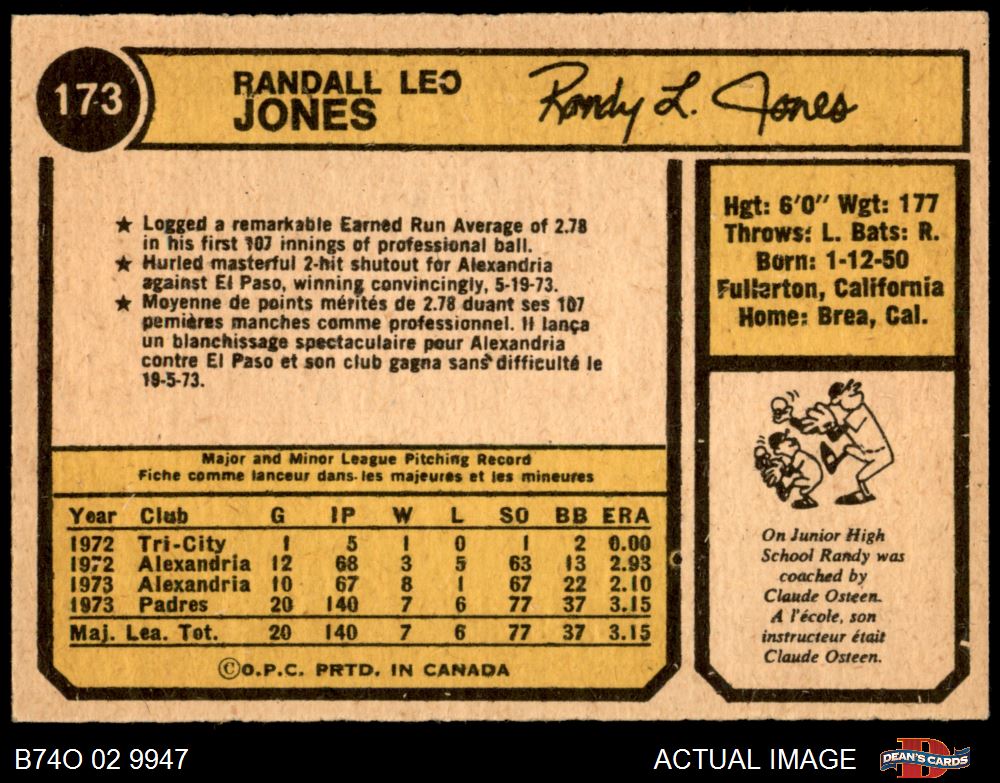 173
RANDALL LEO
JONES
Randy L. Jones
★ Logged a remarkable Earned Run Average of 2.78
in his first 107 innings of professional ball.
★ Hurled masterful 2-hit shutout for Alexandria
against El Paso, winning convincingly, 5-19-73.
★ Moyenne de points mérités de 2.78 duant ses 107
pemières manches comme professionnel. Il lança
un blanchissage spectaculaire pour Alexandria
contre El Paso et son club gagna sans difficulté le
19-5-73.
Hgt: 6'0" Wgt: 177
Throws: L. Bats: R.
Born: 1-12-50
Fullerton, California
Home: Brea, Cal.
Major and Minor League Pitching Record
Fiche comme lanceur dans les majeures et les mineures
Year Club G IP W L SO BB ERA
1972 Tri-City 1 5 1 0 1 2 0.00
1972 Alexandria 12 68 3 5 63 13 2.93
1973 Alexandria 10 67 8 1 67 22 2.10
1973 Padres 20 140 7 6 77 37 3.15
Maj. Lea. Tot. 20 140 7 6 77 37 3.15
©O.P.C. PRTD. IN CANADA
On Junior High
School Randy was
coached by
Claude Osteen.
A l'école, son
instructeur était
Claude Osteen.
B74O 02 9947
ACTUAL IMAGE
DEAN'S CARDS